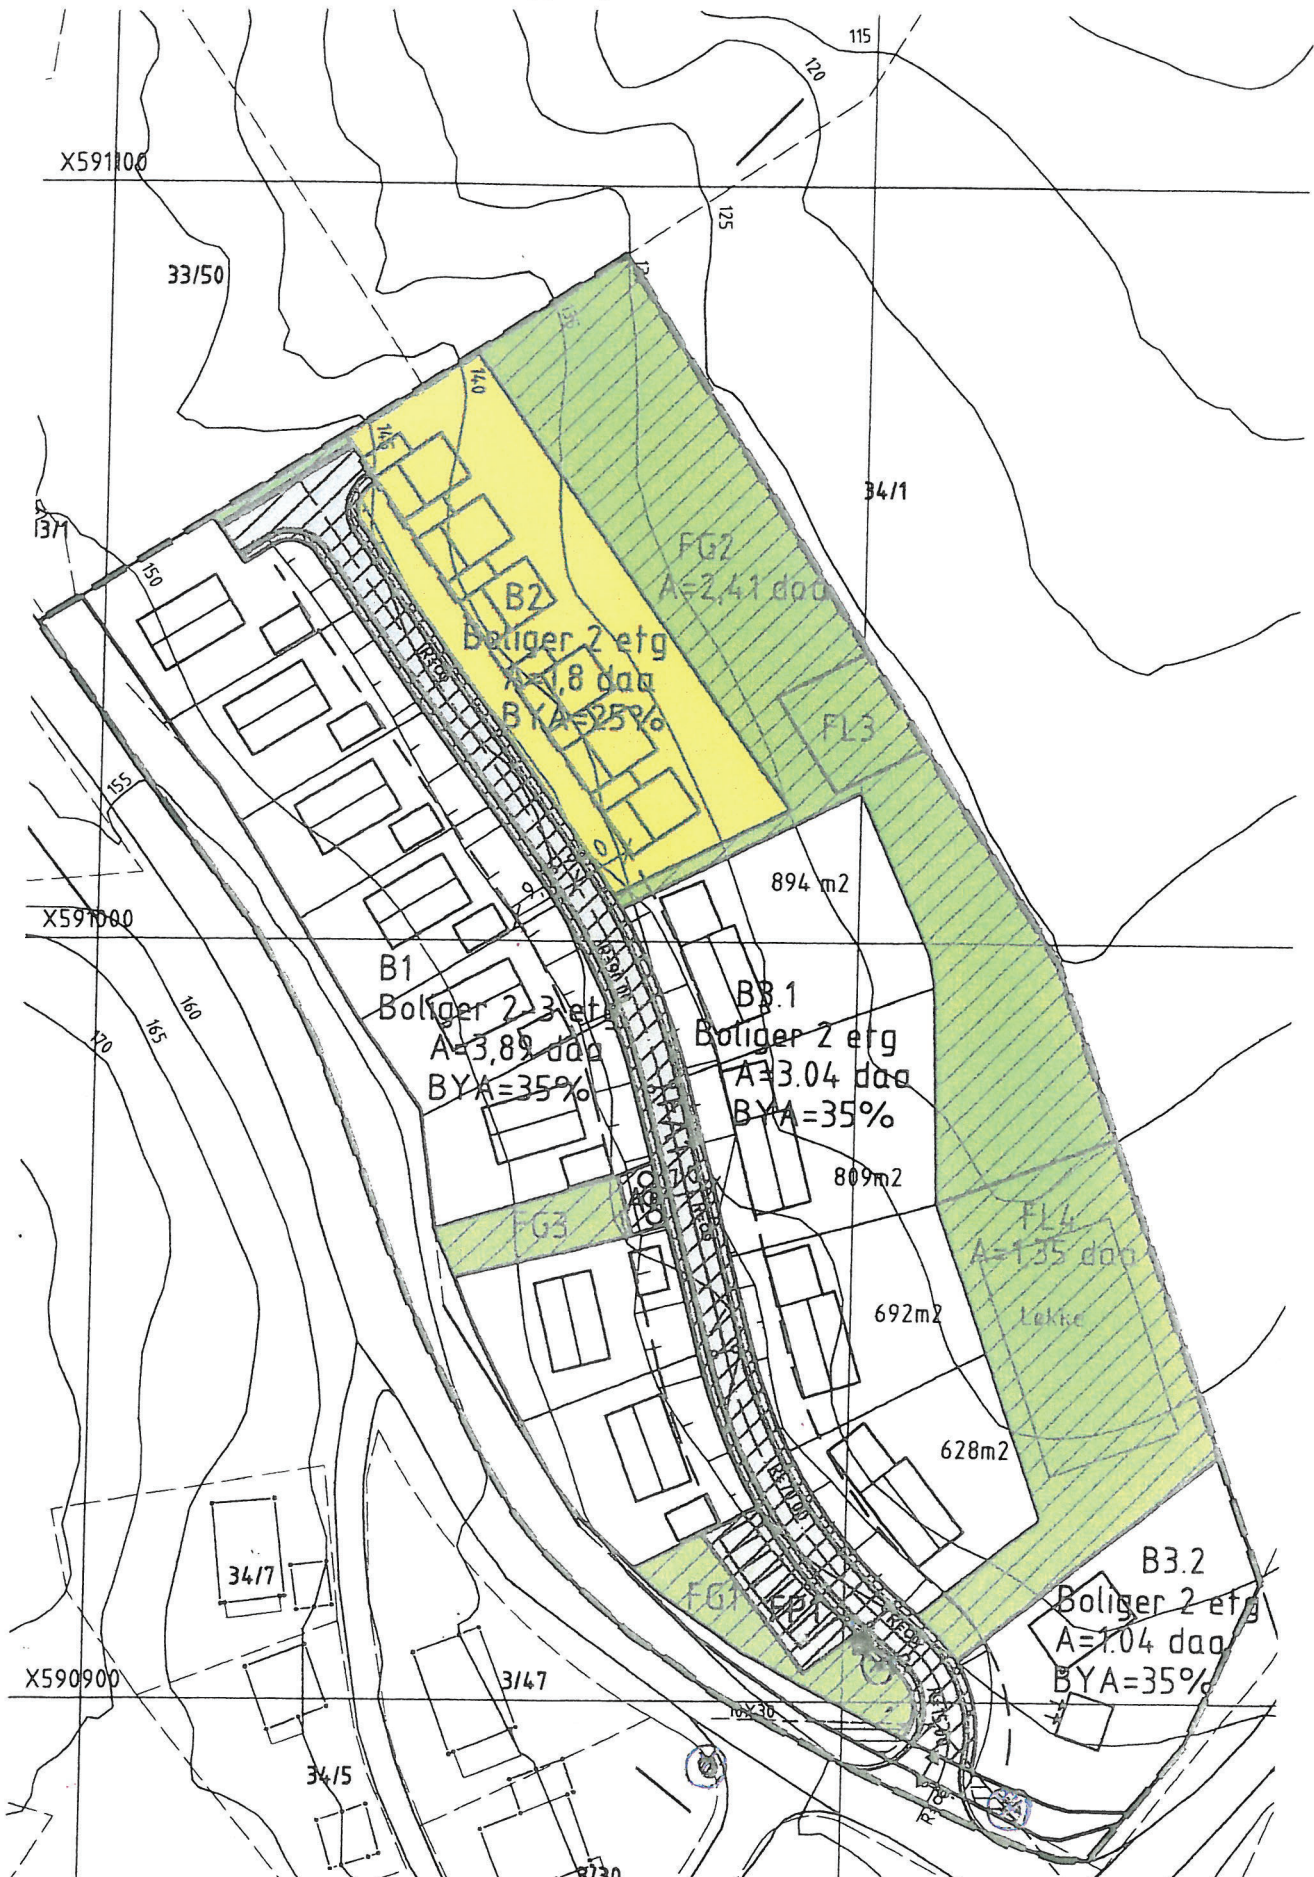 115
120
X591100
125
33/50
140
145
34/1
13/1
150
FG2
A=2,41 daa
B2
Boliger 2 etg
A=1,8 daa
BYA=25%
FL3
155
894 m2
X591000
B1
Boliger 2-3 etg
A=3,89 daa
BYA=35%
B3.1
Boliger 2 etg
A=3.04 daa
BYA=35%
160
165
170
809m2
FG3
FL4
A=1,35 daa
Løkke
692m2
628m2
34/7
FG1
FP1
B3.2
Boliger 2 etg
A=1.04 daa
BYA=35%
X590900
3/47
10X30
34/5